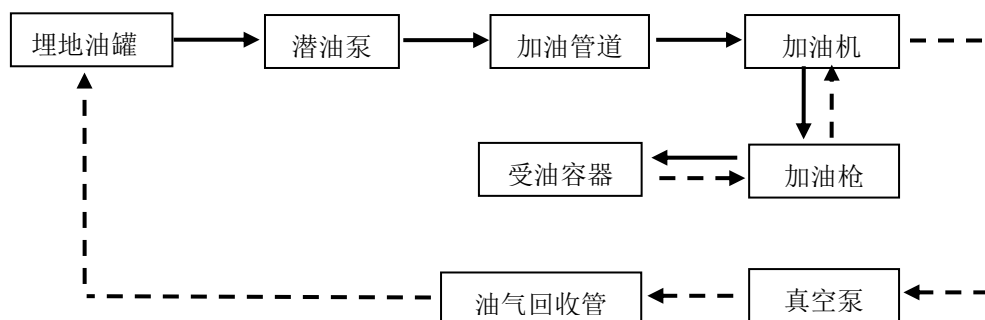 埋地油罐
潜油泵
加油管道
加油机
受油容器
加油枪
油气回收管
真空泵